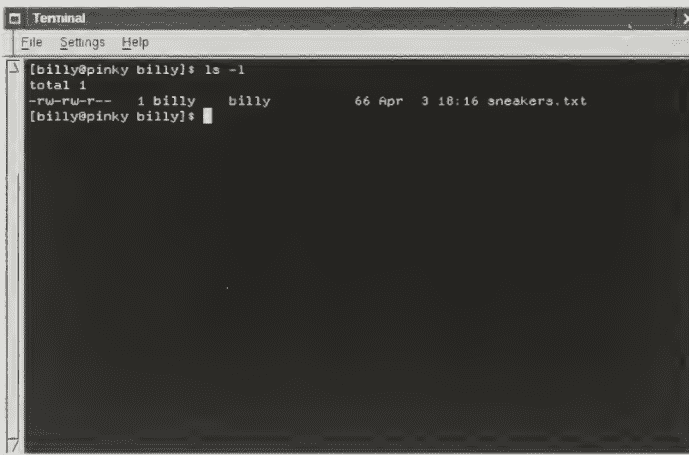 Terminal
File Settings Help
[billy@pinky billy]$ ls -l
total 1
-rw-rw-r-- 1 billy billy 66 Apr 3 18:16 sneakers.txt
[billy@pinky billy]$